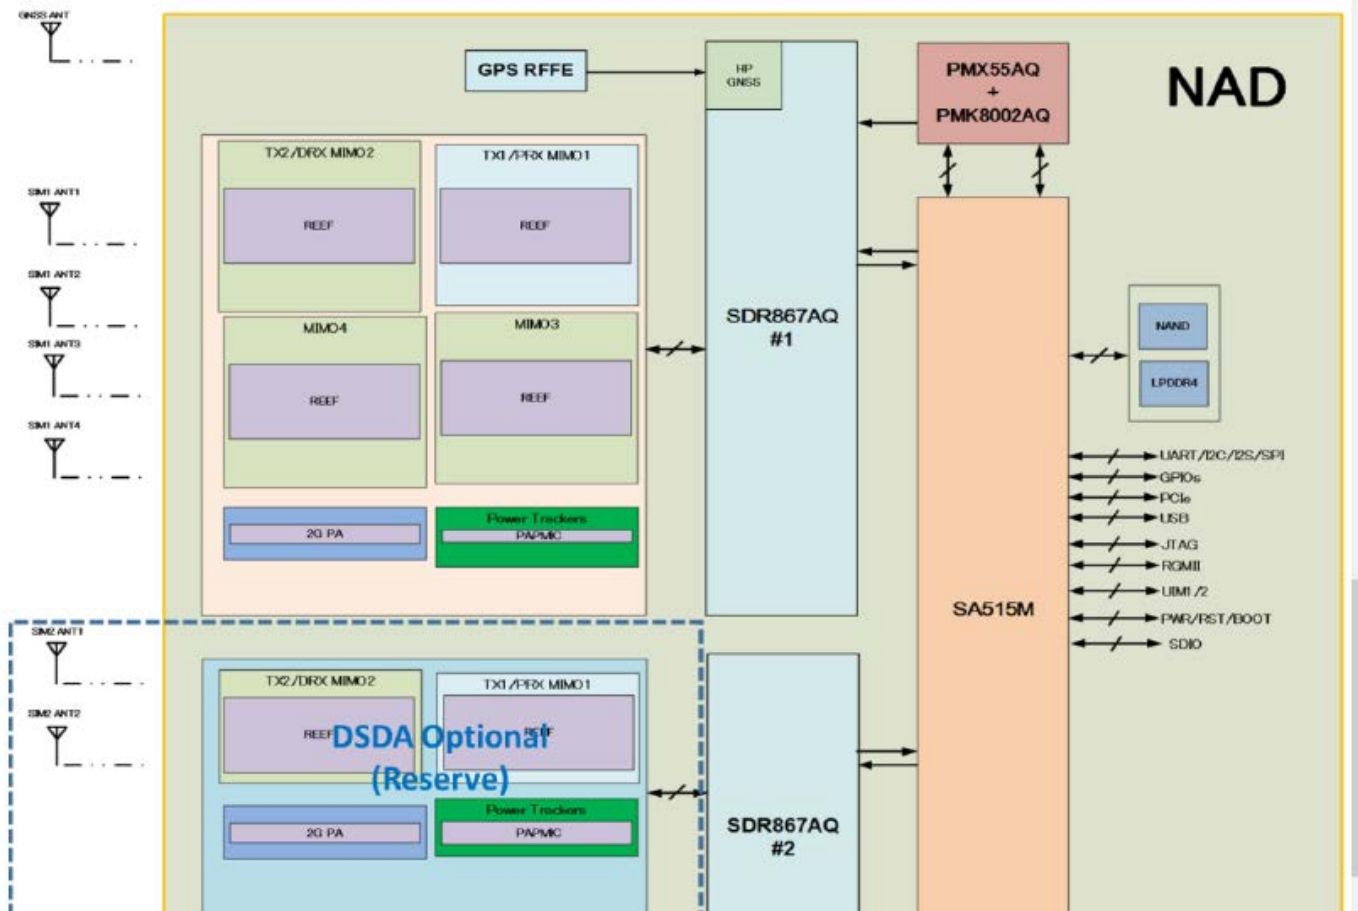 GNSS ANT
GPS RFFE
HP
GNSS
PMX55AQ
+
PMK8002AQ
NAD
TX2/DRX MIMO2
TX1/PRX MIMO1
REEF
REEF
SIM1 ANT1
SIM1 ANT2
SIM1 ANT3
SIM1 ANT4
MIMO4
MIMO3
REEF
REEF
SDR867AQ
#1
NAND
LPDDR4
2G PA
Power Trackers
PAPMIC
UART/I2C/I2S/SPI
GPIOs
PCIe
USB
JTAG
RGMII
UIM1/2
PWR/RST/BOOT
SDIO
SA515M
SIM2 ANT1
SIM2 ANT2
TX2/DRX MIMO2
TX1/PRX MIMO1
REEF
REEF
DSDA Optional
(Reserve)
2G PA
Power Trackers
PAPMIC
SDR867AQ
#2